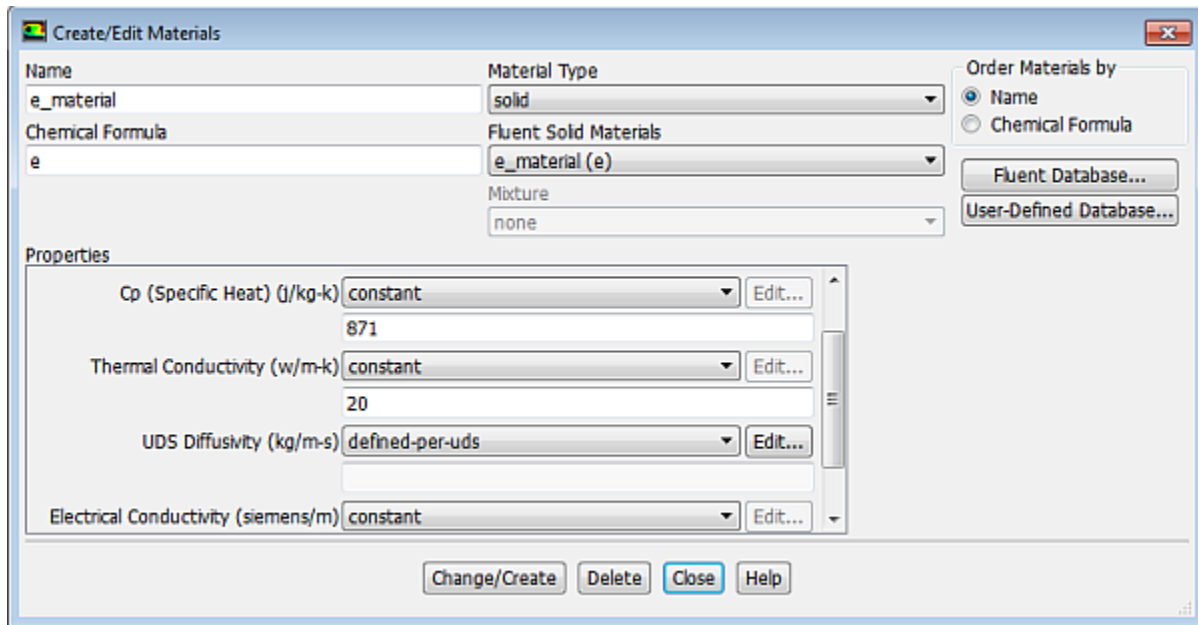 Create/Edit Materials
Name
Material Type
Order Materials by
e_material
solid
Name
Chemical Formula
Fluent Solid Materials
Chemical Formula
e
e_material (e)
Fluent Database...
Mixture
none
User-Defined Database...
Properties
Cp (Specific Heat) (j/kg-k) constant Edit...
871
Thermal Conductivity (w/m-k) constant Edit...
20
UDS Diffusivity (kg/m-s) defined-per-uds Edit...
Electrical Conductivity (siemens/m) constant Edit...
Change/Create Delete Close Help